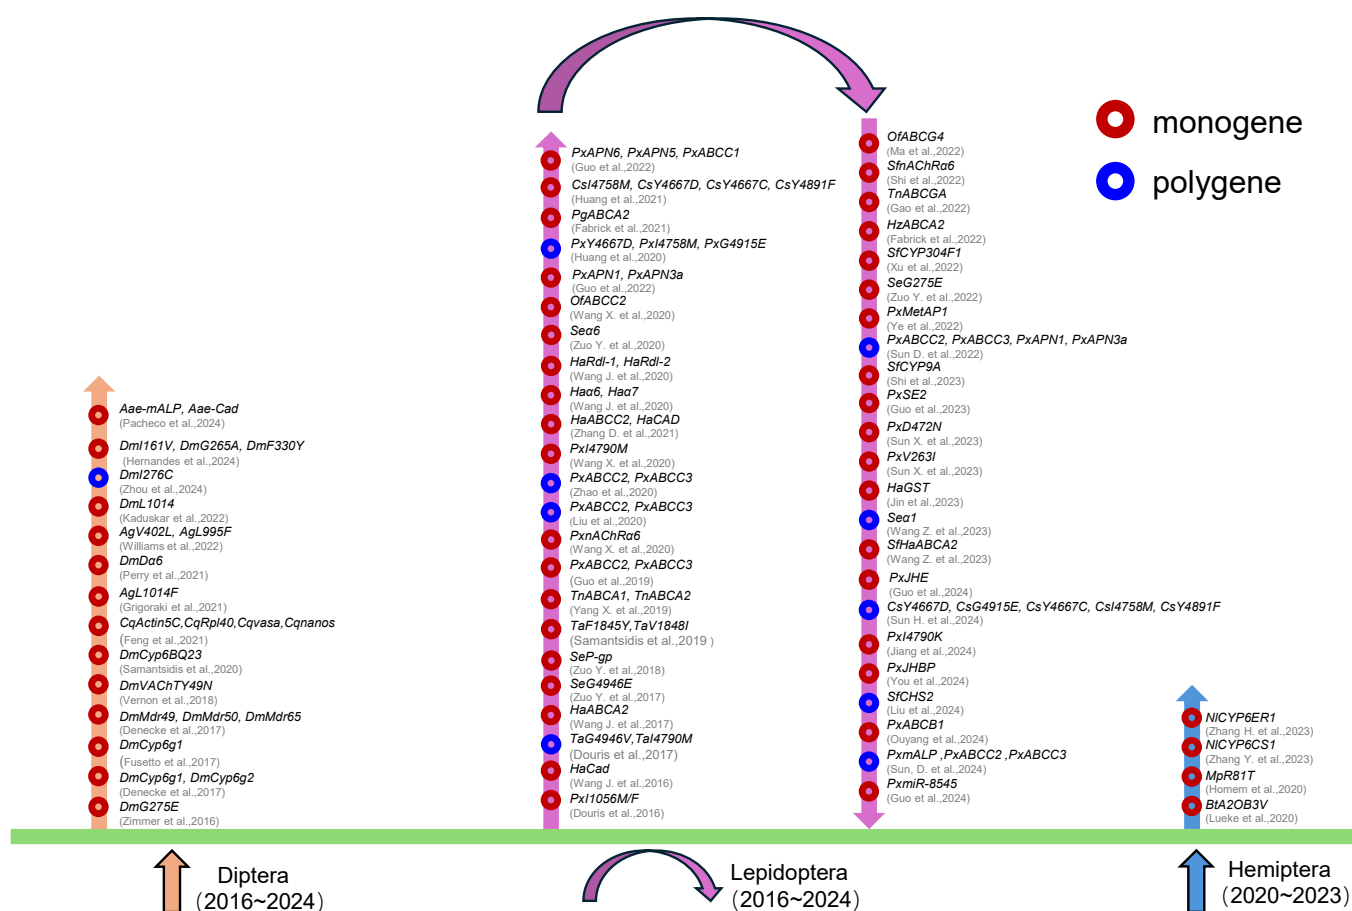 monogene
polygene
Aae-mALP, Aae-Cad
(Pacheco et al.,2024)
DmI161V, DmG265A, DmF330Y
(Hernandes et al.,2024)
DmI276C
(Zhou et al.,2024)
DmL1014
(Kaduskar et al.,2022)
AgV402L, AgL995F
(Williams et al.,2022)
DmDα6
(Perry et al.,2021)
AgL1014F
(Grigoraki et al.,2021)
CqActin5C,CqRpl40,Cqvasa,Cqnanos
(Feng et al.,2021)
DmCyp6BQ23
(Samantsidis et al.,2020)
DmVAChTY49N
(Vernon et al.,2018)
DmMdr49, DmMdr50, DmMdr65
(Denecke et al.,2017)
DmCyp6g1
(Fusetto et al.,2017)
DmCyp6g1, DmCyp6g2
(Denecke et al.,2017)
DmG275E
(Zimmer et al.,2016)
PxAPN6, PxAPN5, PxABCC1
(Guo et al.,2022)
CsI4758M, CsY4667D, CsY4667C, CsY4891F
(Huang et al.,2021)
PgABCA2
(Fabrick et al.,2021)
PxY4667D, PxI4758M, PxG4915E
(Huang et al.,2020)
PxAPN1, PxAPN3a
(Guo et al.,2022)
OfABCC2
(Wang X. et al.,2020)
Seα6
(Zuo Y. et al.,2020)
HaRdl-1, HaRdl-2
(Wang J. et al.,2020)
Haα6, Haα7
(Wang J. et al.,2020)
HaABCC2, HaCAD
(Zhang D. et al.,2021)
PxI4790M
(Wang X. et al.,2020)
PxABCC2, PxABCC3
(Zhao et al.,2020)
PxABCC2, PxABCC3
(Liu et al.,2020)
PxnAChRα6
(Wang X. et al.,2020)
PxABCC2, PxABCC3
(Guo et al.,2019)
TnABCA1, TnABCA2
(Yang X. et al.,2019)
TaF1845Y,TaV1848I
(Samantsidis et al.,2019 )
SeP-gp
(Zuo Y. et al.,2018)
SeG4946E
(Zuo Y. et al.,2017)
HaABCA2
(Wang J. et al.,2017)
TaG4946V,TaI4790M
(Douris et al.,2017)
HaCad
(Wang J. et al.,2016)
PxI1056M/F
(Douris et al.,2016)
OfABCG4
(Ma et al.,2022)
SfnAChRα6
(Shi et al.,2022)
TnABCGA
(Gao et al.,2022)
HzABCA2
(Fabrick et al.,2022)
SfCYP304F1
(Xu et al.,2022)
SeG275E
(Zuo Y. et al.,2022)
PxMetAP1
(Ye et al.,2022)
PxABCC2, PxABCC3, PxAPN1, PxAPN3a
(Sun D. et al.,2022)
SfCYP9A
(Shi et al.,2023)
PxSE2
(Guo et al.,2023)
PxD472N
(Sun X. et al.,2023)
PxV263I
(Sun X. et al.,2023)
HaGST
(Jin et al.,2023)
Seα1
(Wang Z. et al.,2023)
SfHaABCA2
(Wang Z. et al.,2023)
PxJHE
(Guo et al.,2024)
CsY4667D, CsG4915E, CsY4667C, CsI4758M, CsY4891F
(Sun H. et al.,2024)
PxI4790K
(Jiang et al.,2024)
PxJHBP
(You et al.,2024)
SfCHS2
(Liu et al.,2024)
PxABCB1
(Ouyang et al.,2024)
PxmALP ,PxABCC2 ,PxABCC3
(Sun, D. et al.,2024)
PxmiR-8545
(Guo et al.,2024)
NlCYP6ER1
(Zhang H. et al.,2023)
NlCYP6CS1
(Zhang Y. et al.,2023)
MpR81T
(Homem et al.,2020)
BtA2OB3V
(Lueke et al.,2020)
Diptera
(2016~2024)
Lepidoptera
(2016~2024)
Hemiptera
(2020~2023)